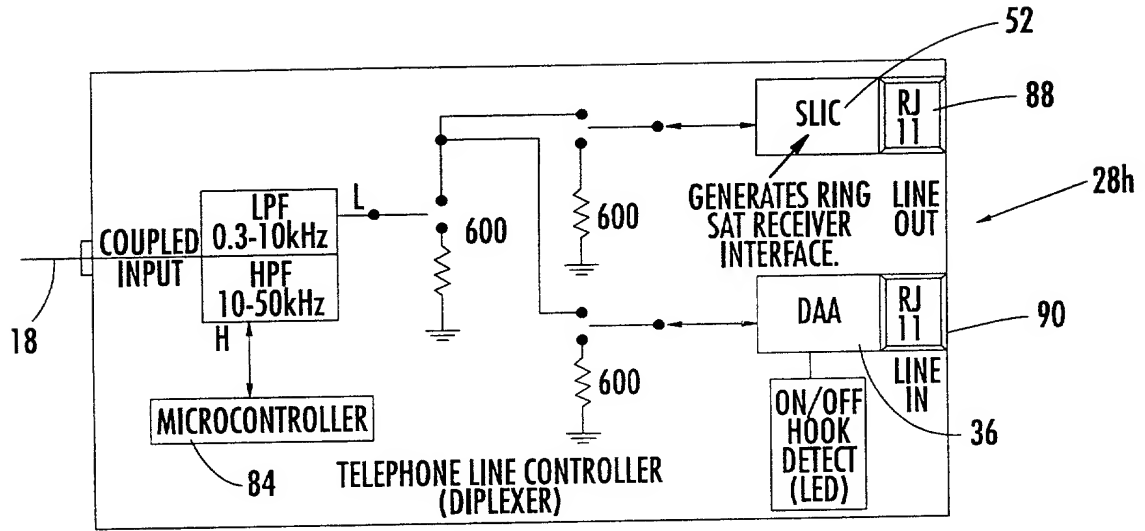 52
SLIC
RJ
11
88
GENERATES RING
SAT RECEIVER
INTERFACE.
LINE
OUT
28h
LPF
0.3-10kHz
L
600
600
COUPLED
INPUT
HPF
10-50kHz
18
H
DAA
RJ
11
90
600
LINE
IN
MICROCONTROLLER
ON/OFF
HOOK
DETECT
(LED)
36
84
TELEPHONE LINE CONTROLLER
(DIPLEXER)